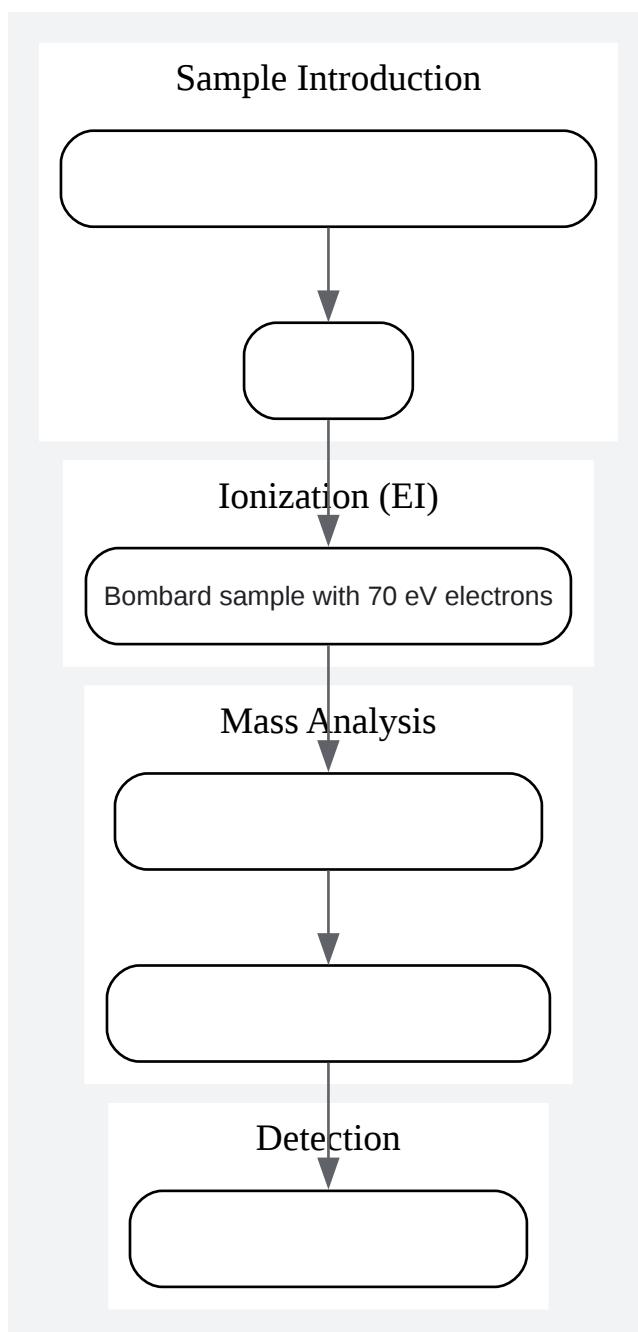 Sample Introduction
Ionization (EI)
Bombard sample with 70 eV electrons
Mass Analysis
Detection